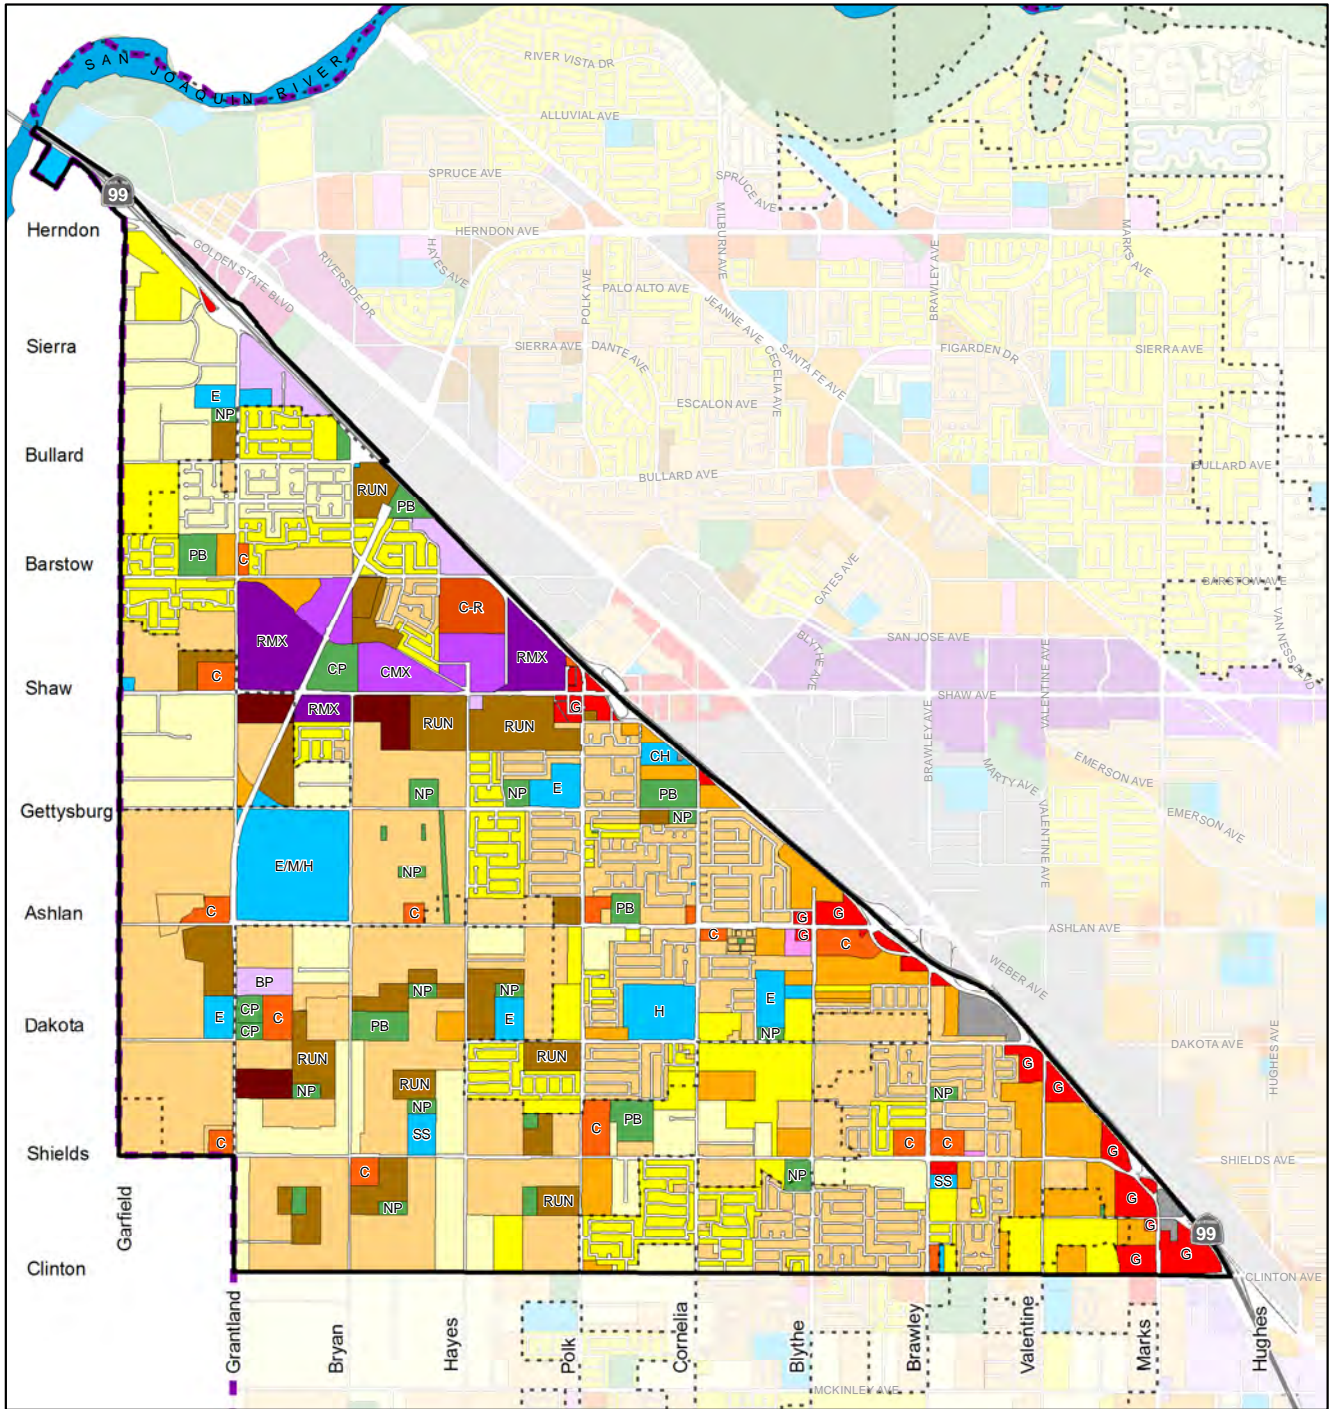 SAN JOAQUIN RIVER
RIVER VISTA DR
ALLUVIAL AVE
SPRUCE AVE
SPRUCE AVE
99
Herndon
HERNDON AVE
MILBURN AVE
MARKS AVE
HAYES AVE
GOLDEN STATE BLVD
RIVERSIDE DR
POLK AVE
PALO ALTO AVE
JEANNE AVE
BRAWLEY AVE
Sierra
SIERRA AVE
DANTE AVE
CECELIA AVE
SANTA FE AVE
FIGARDEN DR
SIERRA AVE
E
NP
ESCALON AVE
Bullard
BULLARD AVE
BULLARD AVE
RUN
PB
PB
C
Barstow
GATES AVE
BARSTOW AVE
VAN NESS BLVD
C-R
RMX
RMX
CP
CMX
C
BLYTHE AVE
SAN JOSE AVE
VALENTINE AVE
Shaw
SHAW AVE
RMX
RUN
RUN
G
BRAWLEY AVE
CH
MARTY AVE
EMERSON AVE
NP
NP
E
PB
NP
Gettysburg
VALENTINE AVE
EMERSON AVE
E/M/H
NP
C
C
PB
G
G
Ashlan
C
G
C
ASHLAN AVE
BP
WEBER AVE
NP
NP
E
CP
C
E
PB
E
H
NP
Dakota
CP
DAKOTA AVE
HUGHES AVE
RUN
RUN
G
NP
RUN
NP
G
NP
SS
C
PB
C
C
C
G
Shields
SHIELDS AVE
C
NP
SS
NP
RUN
G
G
99
G
G
Garfield
Clinton
CLINTON AVE
Grantland
Bryan
Hayes
Polk
Cornelia
Blythe
Brawley
Valentine
Marks
Hughes
MCKINLEY AVE